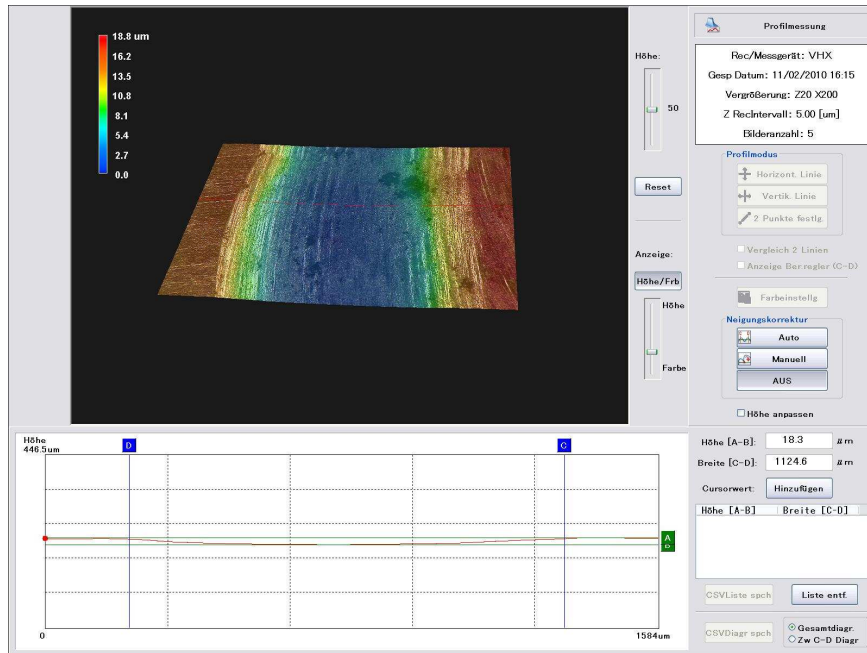 18.8 um
16.2
13.5
10.8
8.1
5.4
2.7
0.0
Höhe:
50
Reset
Anzeige:
Höhe/Frb
Höhe
Farbe
Profilmessung
Rec/Messgerät: VHX
Gesp Datum: 11/02/2010 16:15
Vergrößerung: Z20 X200
Z RecIntervall: 5.00 [um]
Bilderanzahl: 5
Profilmodus
Horizont. Linie
Vertik. Linie
2 Punkte festlg.
Vergleich 2 Linien
Anzeige Ber.regler (C-D)
Farbeinstellg
Neigungskorrektur
Auto
Manuell
AUS
Höhe anpassen
Höhe
446.5um
D
C
A
0
1584um
Höhe [A-B]: 18.3 μm
Breite [C-D]: 1124.6 μm
Cursorwert: Hinzufügen
Höhe [A-B] Breite [C-D]
CSVListe spch
Liste entf.
CSVDiagr spch
Gesamtdiagr.
Zw C-D Diagr